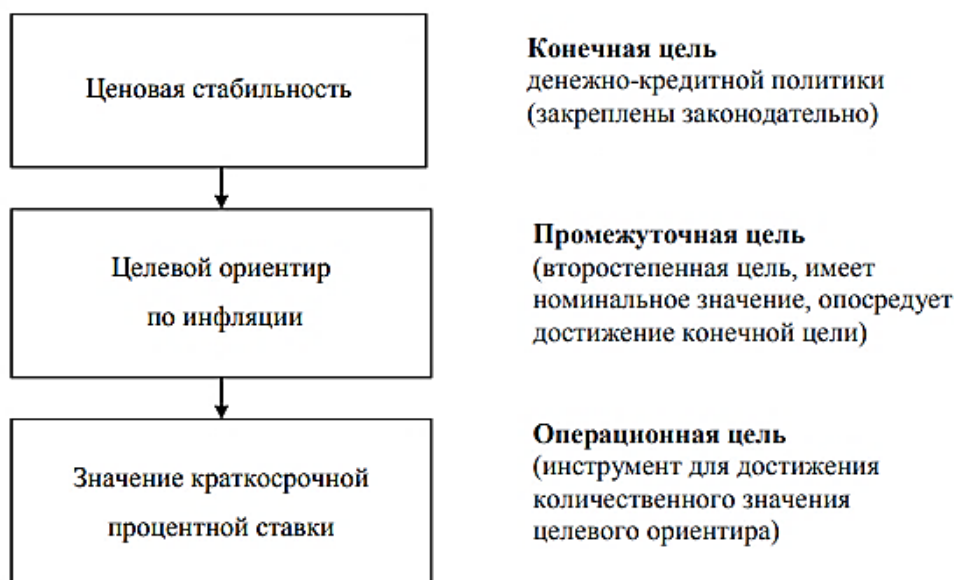 Ценовая стабильность
Конечная цель
денежно-кредитной политики
(закреплены законодательно)
Целевой ориентир
по инфляции
Промежуточная цель
(второстепенная цель, имеет
номинальное значение, опосредует
достижение конечной цели)
Значение краткосрочной
процентной ставки
Операционная цель
(инструмент для достижения
количественного значения
целевого ориентира)